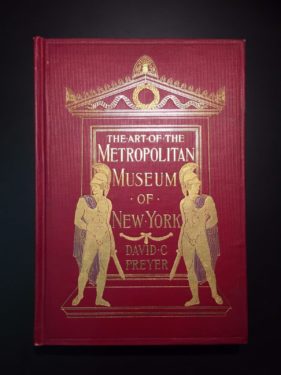 THE·ART·OF·THE
METROPOLITAN
MUSEUM
·OF·
NEW·YORK
DAVID·C
PREYER